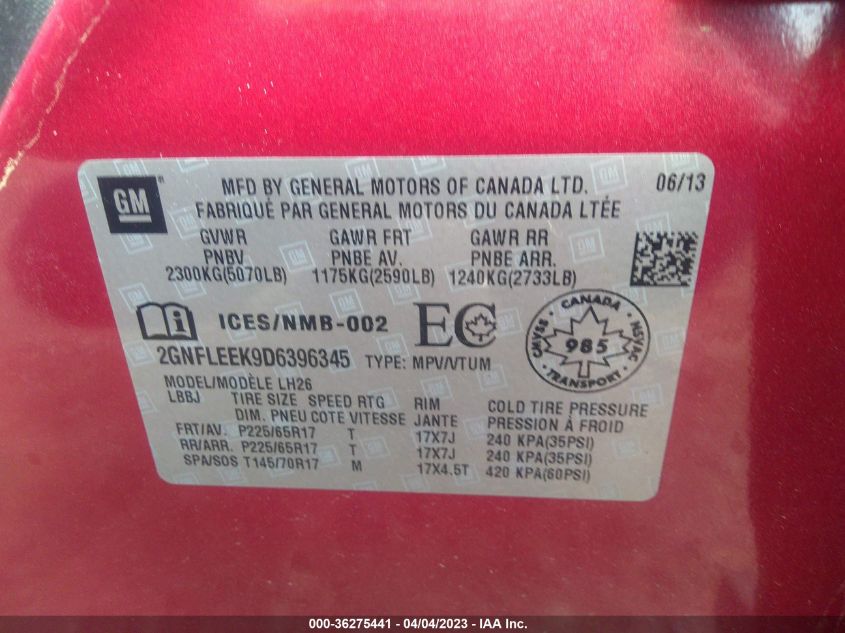 GM
MFD BY GENERAL MOTORS OF CANADA LTD. 06/13
FABRIQUÉ PAR GENERAL MOTORS DU CANADA LTÉE
GVWR GAWR FRT GAWR RR
PNBV PNBE AV. PNBE ARR.
2300KG(5070LB) 1175KG(2590LB) 1240KG(2733LB)
ICES/NMB-002 EC
CANADA
CMVSS NSVAC
985
TRANSPORT
2GNFLEEK9D6396345 TYPE: MPV/VTUM
MODEL/MODÈLE LH26
LBBJ TIRE SIZE SPEED RTG RIM COLD TIRE PRESSURE
DIM. PNEU COTE VITESSE JANTE PRESSION À FROID
FRT/AV. P225/65R17 T 17X7J 240 KPA(35PSI)
RR/ARR. P225/65R17 T 17X7J 240 KPA(35PSI)
SPA/SOS T145/70R17 M 17X4.5T 420 KPA(60PSI)
000-36275441 - 04/04/2023 - IAA Inc.